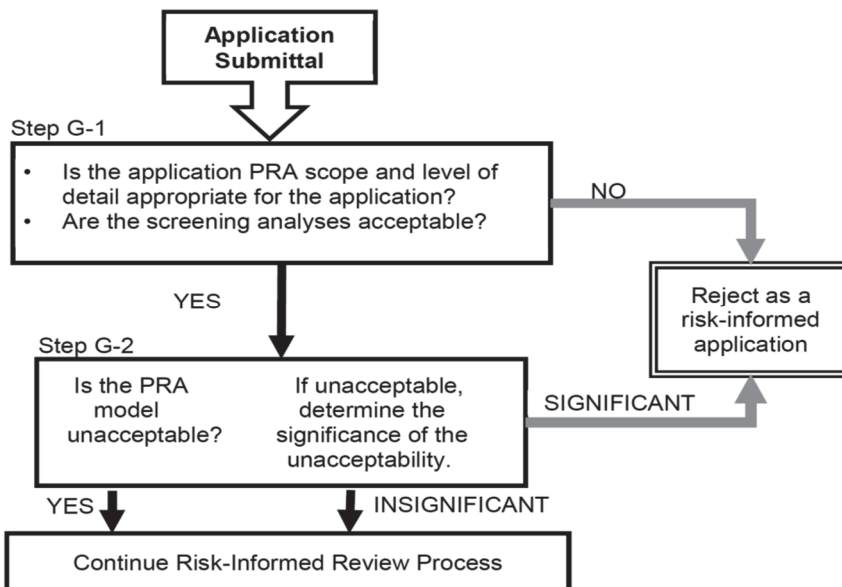 Application
Submittal
Step G-1
• Is the application PRA scope and level of
detail appropriate for the application?
• Are the screening analyses acceptable?
NO
YES
Reject as a
risk-informed
application
Step G-2
Is the PRA
model
unacceptable?
If unacceptable,
determine the
significance of the
unacceptability.
SIGNIFICANT
YES
INSIGNIFICANT
Continue Risk-Informed Review Process